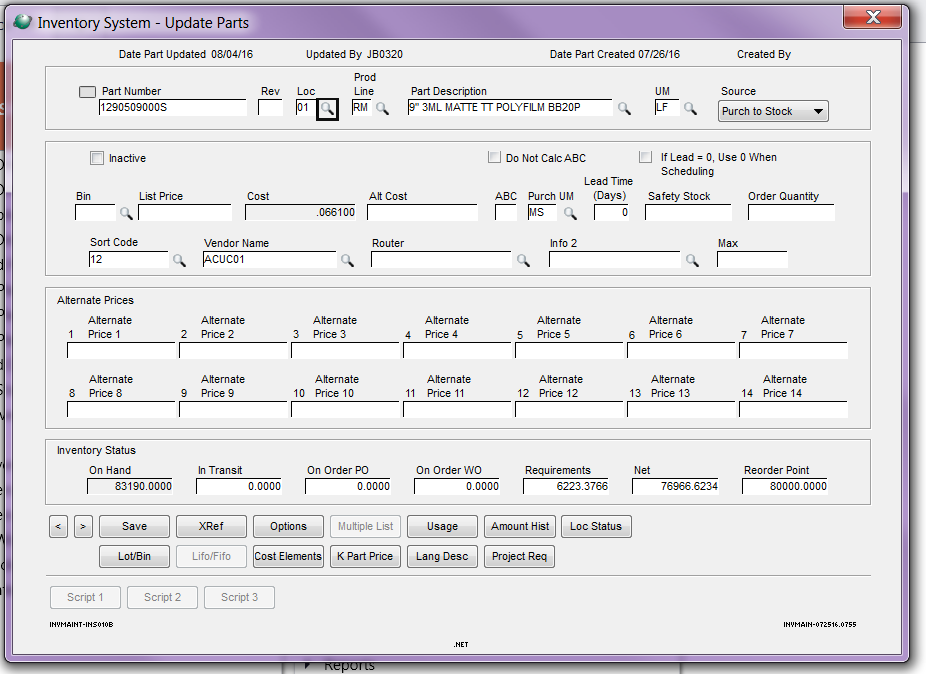 Inventory System - Update Parts
Date Part Updated 08/04/16 Updated By JB0320 Date Part Created 07/26/16 Created By
Part Number Rev Loc Prod Line Part Description UM Source
1290509000S 01 RM 9" 3ML MATTE TT POLYFILM BB20P LF Purch to Stock
Inactive Do Not Calc ABC If Lead = 0, Use 0 When Scheduling
Bin List Price Cost Alt Cost ABC Purch UM Lead Time (Days) Safety Stock Order Quantity
.066100 MS 0
Sort Code Vendor Name Router Info 2 Max
12 ACUC01
Alternate Prices
1 Alternate Price 1 2 Alternate Price 2 3 Alternate Price 3 4 Alternate Price 4 5 Alternate Price 5 6 Alternate Price 6 7 Alternate Price 7
8 Alternate Price 8 9 Alternate Price 9 10 Alternate Price 10 11 Alternate Price 11 12 Alternate Price 12 13 Alternate Price 13 14 Alternate Price 14
Inventory Status
On Hand In Transit On Order PO On Order WO Requirements Net Reorder Point
83190.0000 0.0000 0.0000 0.0000 6223.3766 76966.6234 80000.0000
< > Save XRef Options Multiple List Usage Amount Hist Loc Status
Lot/Bin Lifo/Fifo Cost Elements K Part Price Lang Desc Project Req
Script 1 Script 2 Script 3
INVMAINT-INS010B INVMAIN-072516.0755
.NET
Reports